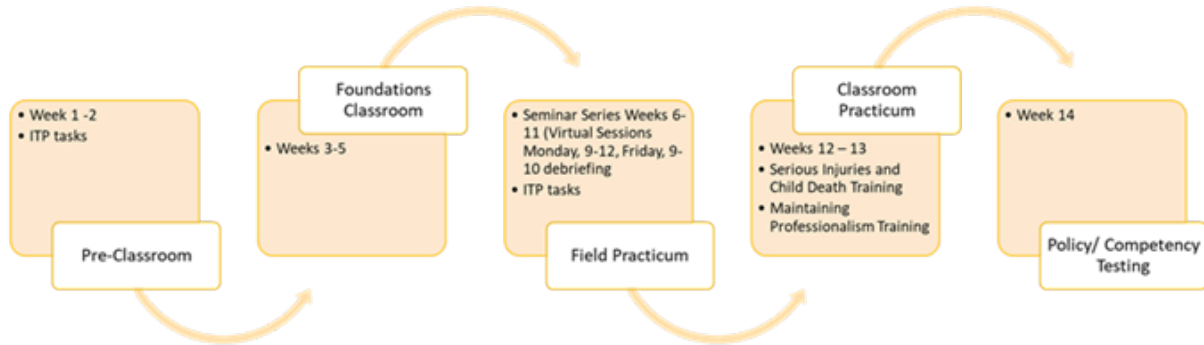 • Week 1 -2
• ITP tasks
Pre-Classroom
Foundations
Classroom
• Weeks 3-5
• Seminar Series Weeks 6-
11 (Virtual Sessions
Monday, 9-12, Friday, 9-
10 debriefing
• ITP tasks
Field Practicum
Classroom
Practicum
• Weeks 12 – 13
• Serious Injuries and
Child Death Training
• Maintaining
Professionalism Training
• Week 14
Policy/ Competency
Testing